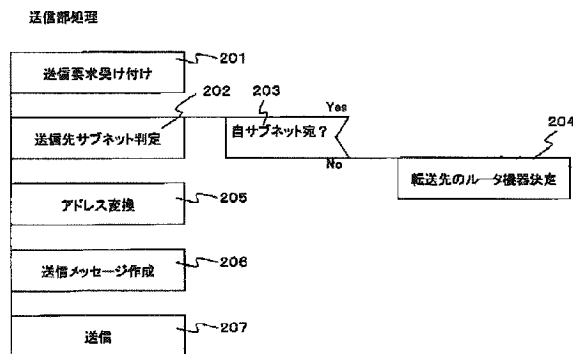 送信部処理
送信要求受け付け
201
202
203
送信先サブネット判定
自サブネット宛？
Yes
No
204
転送先のルータ機器決定
アドレス変換
205
送信メッセージ作成
206
送信
207